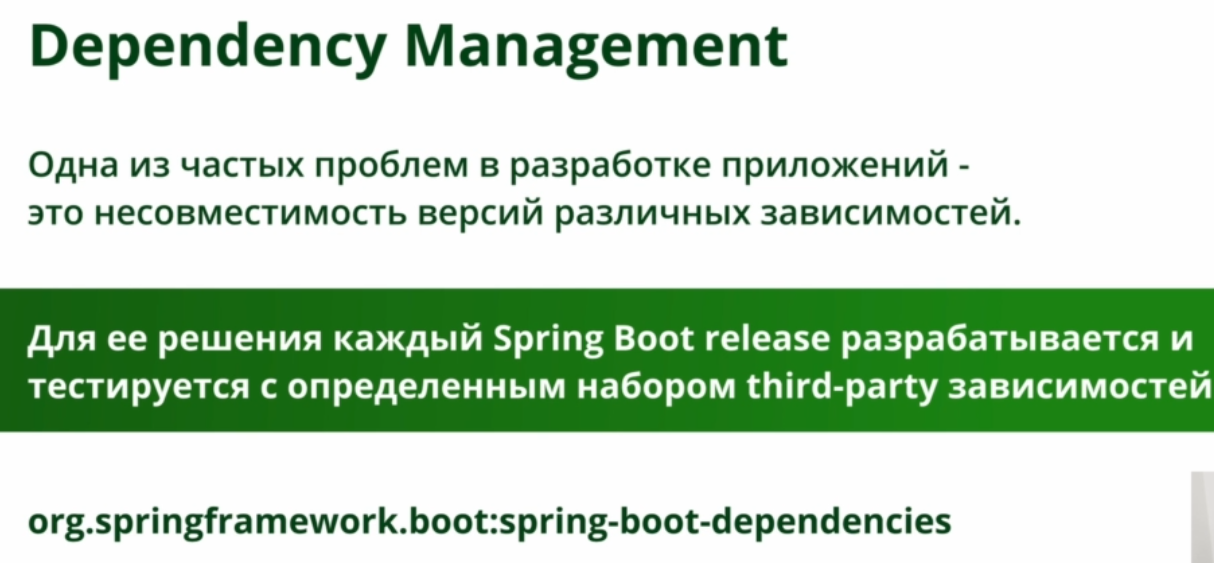 Dependency Management
Одна из частых проблем в разработке приложений -
это несовместимость версий различных зависимостей.
Для ее решения каждый Spring Boot release разрабатывается и
тестируется с определенным набором third-party зависимостей
org.springframework.boot:spring-boot-dependencies